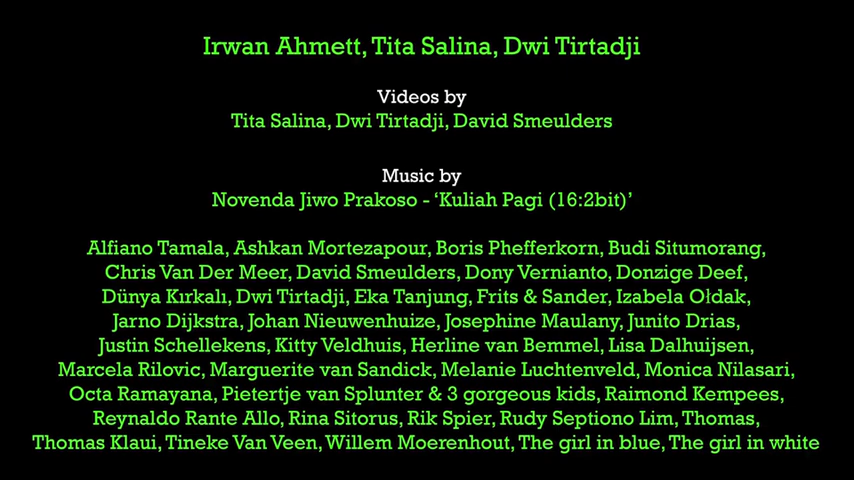 Irwan Ahmett, Tita Salina, Dwi Tirtadji
Videos by
Tita Salina, Dwi Tirtadji, David Smeulders
Music by
Novenda Jiwo Prakoso - ‘Kuliah Pagi (16:2bit)’
Alfiano Tamala, Ashkan Mortezapour, Boris Phefferkorn, Budi Situmorang,
Chris Van Der Meer, David Smeulders, Dony Vernianto, Donzige Deef,
Dünya Kırkalı, Dwi Tirtadji, Eka Tanjung, Frits & Sander, Izabela Ołdak,
Jarno Dijkstra, Johan Nieuwenhuize, Josephine Maulany, Junito Drias,
Justin Schellekens, Kitty Veldhuis, Herline van Bemmel, Lisa Dalhuijsen,
Marcela Rilovic, Marguerite van Sandick, Melanie Luchtenveld, Monica Nilasari,
Octa Ramayana, Pietertje van Splunter & 3 gorgeous kids, Raimond Kempees,
Reynaldo Rante Allo, Rina Sitorus, Rik Spier, Rudy Septiono Lim, Thomas,
Thomas Klaui, Tineke Van Veen, Willem Moerenhout, The girl in blue, The girl in white